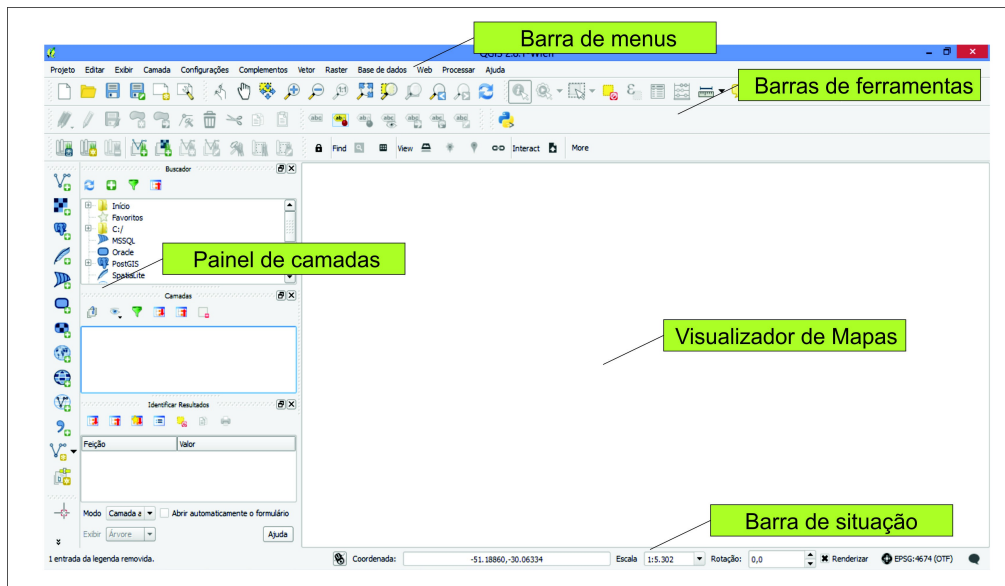 Barra de menus
QGIS 2.8.1-Wien
Projeto Editar Exibir Camada Configurações Complementos Vetor Raster Base de dados Web Processar Ajuda
Barras de ferramentas
Find View Interact More
Buscador
Início
Favoritos
C:/
MSSQL
Oracle
PostGIS
SpatiaLite
Painel de camadas
Camadas
Visualizador de Mapas
Identificar Resultados
Feição Valor
Modo Camada a Abrir automaticamente o formulário
Exibir Árvore Ajuda
Barra de situação
1 entrada da legenda removida. Coordenada: -51.18860,-30.06334 Escala 1:5.302 Rotação: 0,0 Renderizar EPSG:4674 (OTF)